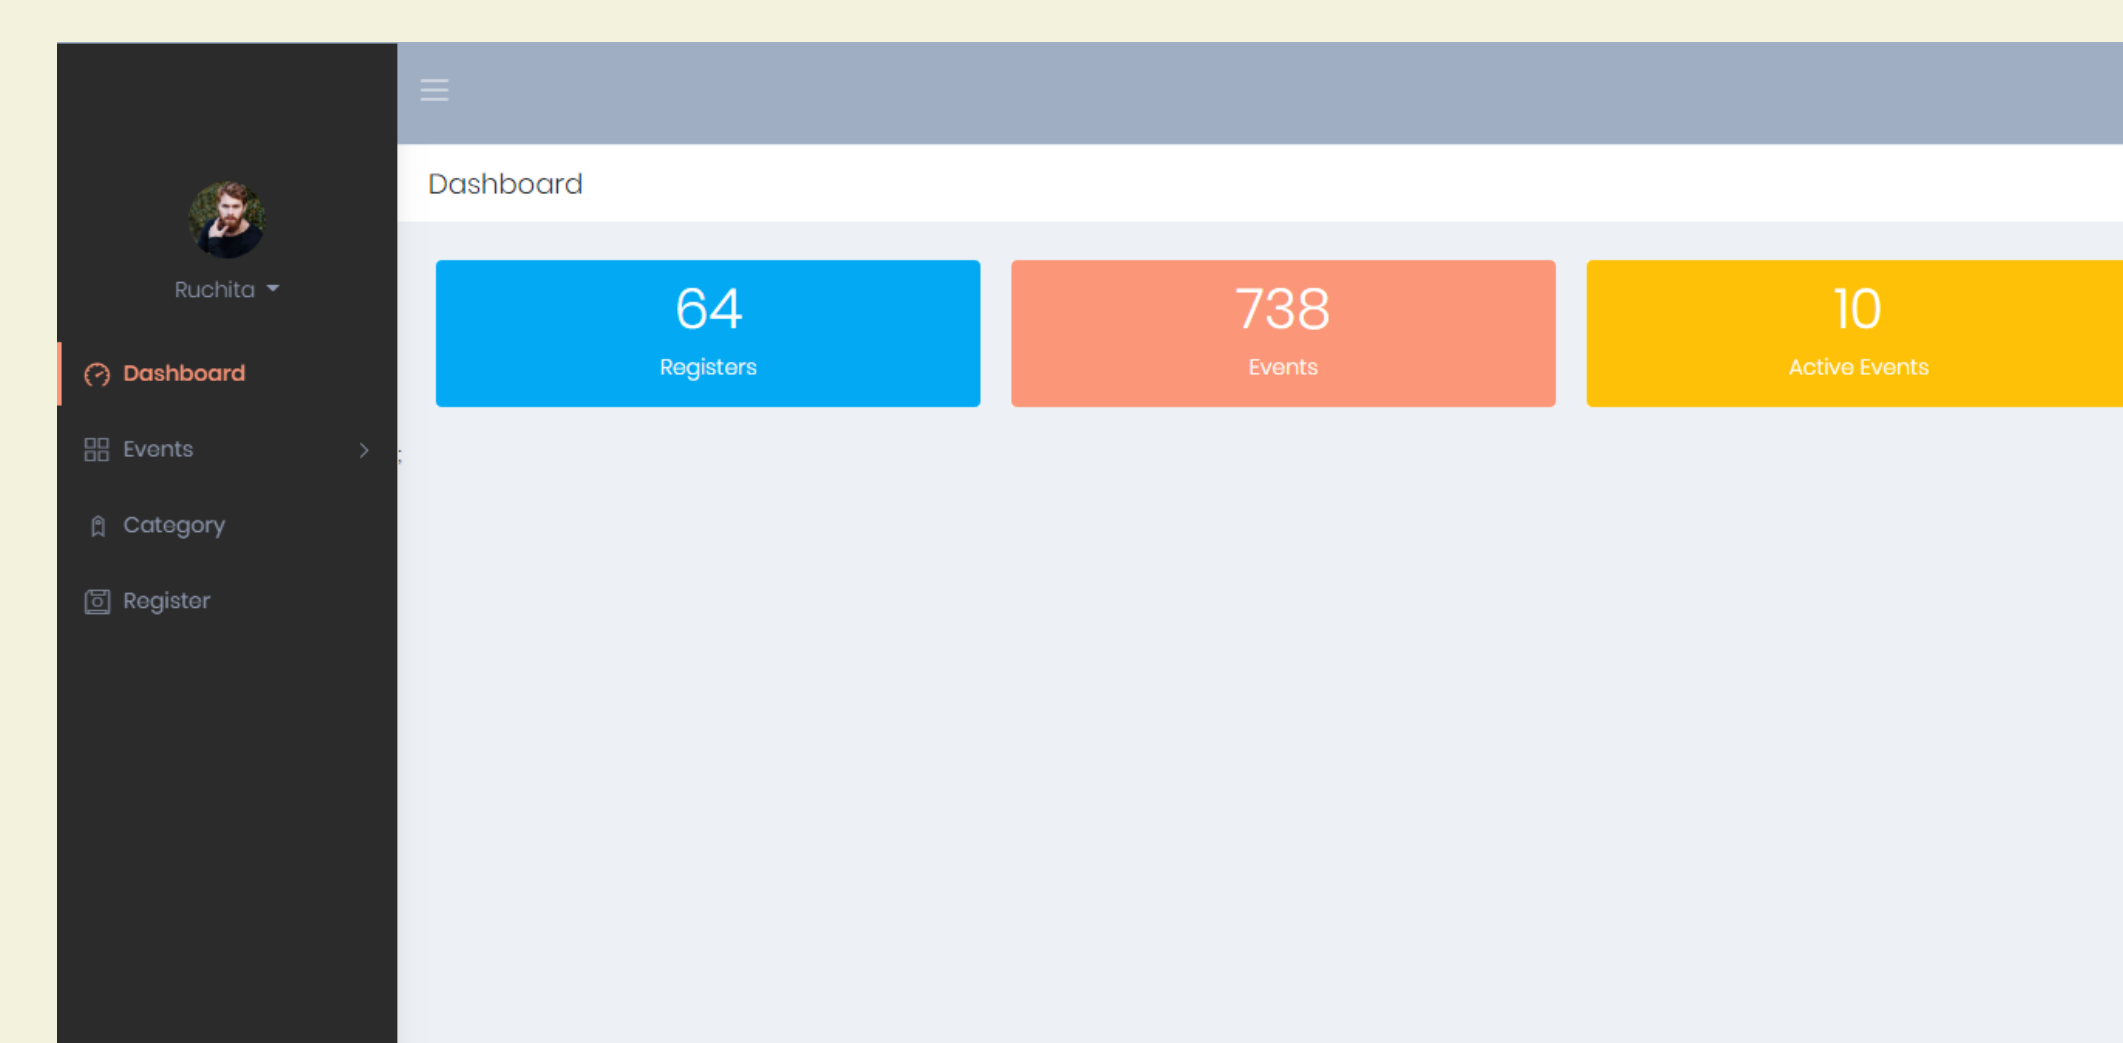 Ruchita
Dashboard
Events
Category
Register
Dashboard
64
Registers
738
Events
10
Active Events
;